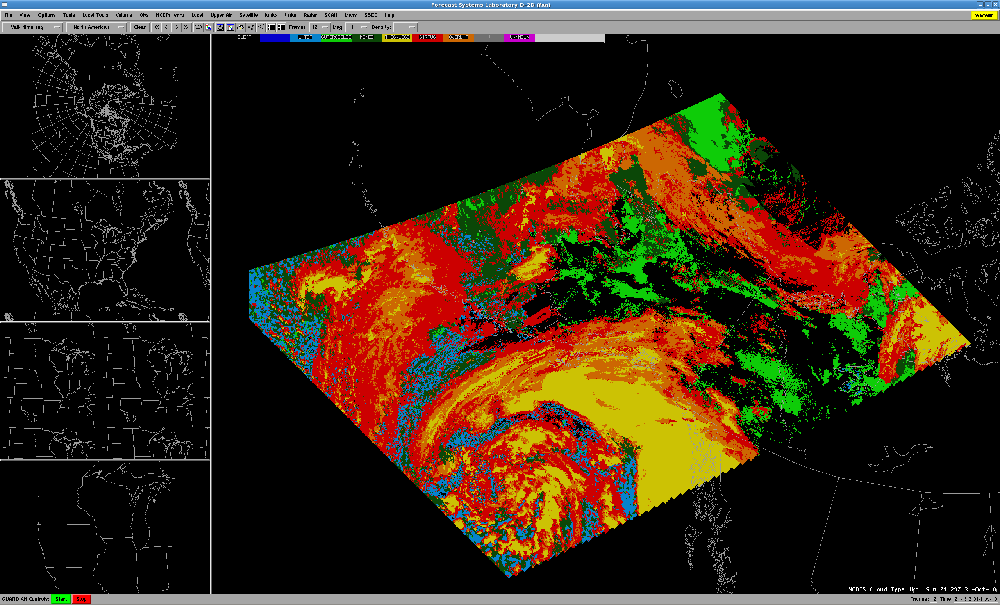 Forecast Systems Laboratory D-2D (fxa)
File View Options Tools Local Tools Volume Obs NCEP/Hydro Local Upper Air Satellite kmkx tmke Radar SCAN Maps SSEC Help WarnGen
Valid time seq North American Clear Frames: 12 Mag: 1 Density: 1
CLEAR WATER SUPERCOOLED MIXED THICK_ICE CIRRUS OVERLAP UNKNOWN
MODIS Cloud Type 1km Sun 21:29Z 31-Oct-10
GUARDIAN Controls: Start Stop Frames: 12 Time: 21:43 Z 01-Nov-10